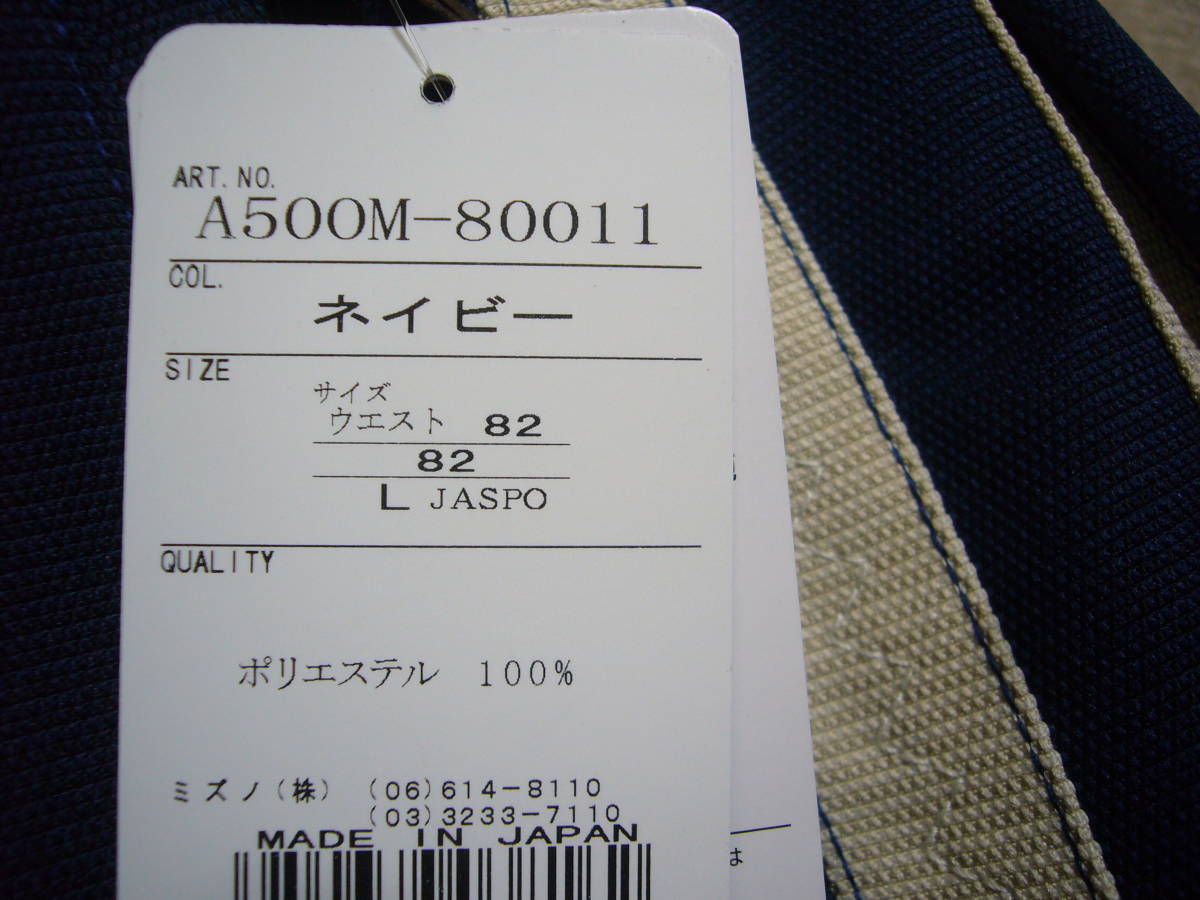 ART. NO.
A500M-80011
COL.
ネイビー
SIZE
サイズ
ウエスト 82
82
L JASPO
QUALITY
ポリエステル 100%
ミズノ(株) (06)614-8110
(03)3233-7110
MADE IN JAPAN
は